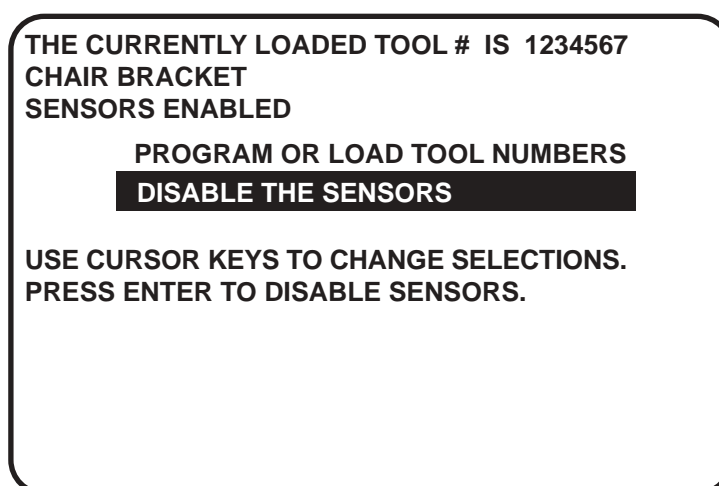 THE CURRENTLY LOADED TOOL # IS 1234567
CHAIR BRACKET
SENSORS ENABLED
PROGRAM OR LOAD TOOL NUMBERS
DISABLE THE SENSORS
USE CURSOR KEYS TO CHANGE SELECTIONS.
PRESS ENTER TO DISABLE SENSORS.